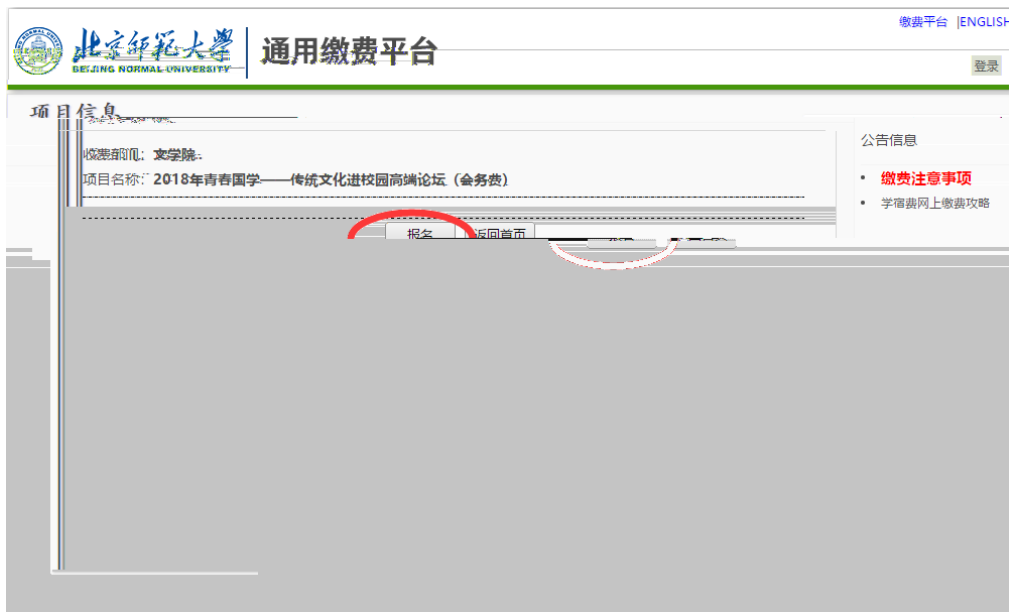 缴费平台 |ENGLISH
北京师范大学
BEIJING NORMAL UNIVERSITY
通用缴费平台
登录
项目信息
收费部门：文学院
项目名称：2018年青春国学——传统文化进校园高端论坛（会务费）
报名 返回首页
公告信息
• 缴费注意事项
• 学宿费网上缴费攻略